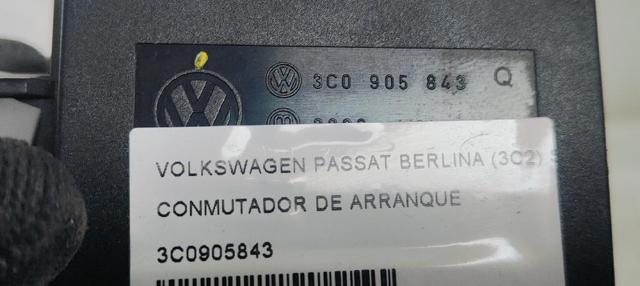 3C0 905 843 Q
VOLKSWAGEN PASSAT BERLINA (3C2)
CONMUTADOR DE ARRANQUE
3C0905843